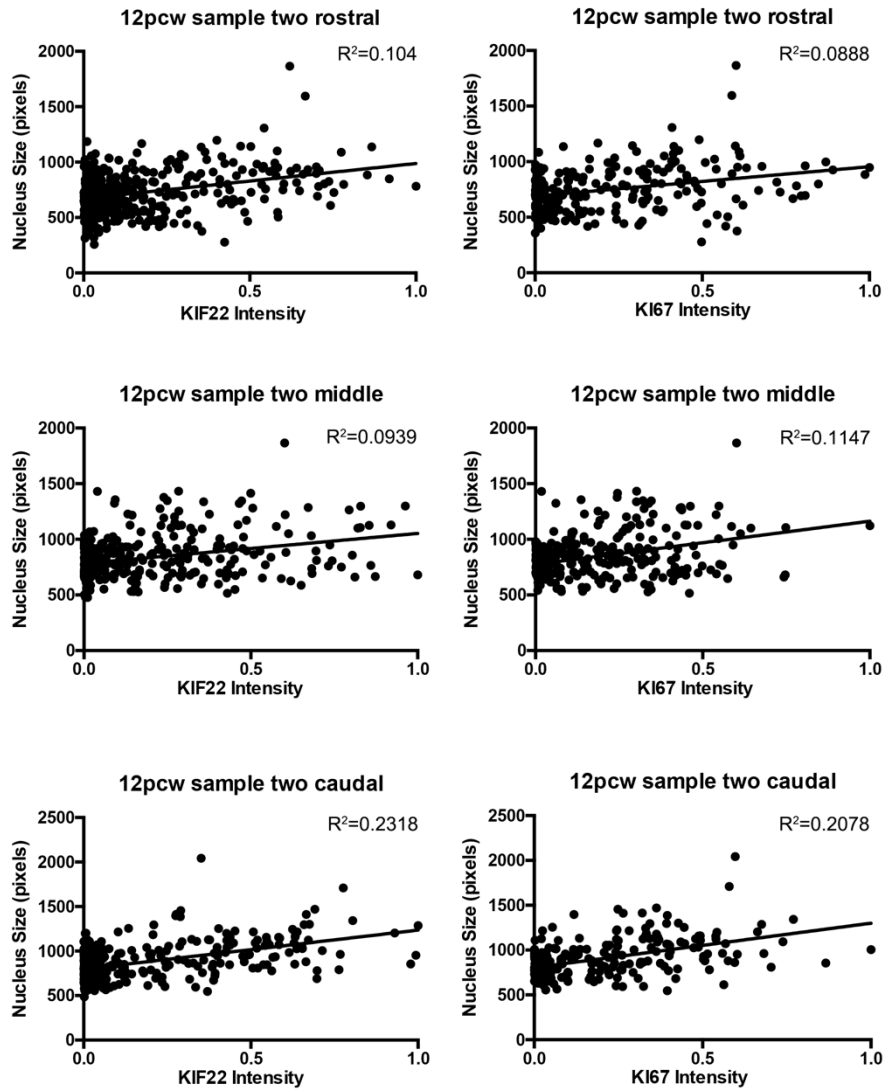 12pcw sample two rostral
R²=0.104
Nucleus Size (pixels)
2000
1500
1000
500
0
0.0 0.5 1.0
KIF22 Intensity
12pcw sample two rostral
R²=0.0888
Nucleus Size (pixels)
2000
1500
1000
500
0
0.0 0.5 1.0
KI67 Intensity
12pcw sample two middle
R²=0.0939
Nucleus Size (pixels)
2000
1500
1000
500
0
0.0 0.5 1.0
KIF22 Intensity
12pcw sample two middle
R²=0.1147
Nucleus Size (pixels)
2000
1500
1000
500
0
0.0 0.5 1.0
KI67 Intensity
12pcw sample two caudal
R²=0.2318
Nucleus Size (pixels)
2500
2000
1500
1000
500
0
0.0 0.5 1.0
KIF22 Intensity
12pcw sample two caudal
R²=0.2078
Nucleus Size (pixels)
2500
2000
1500
1000
500
0
0.0 0.5 1.0
KI67 Intensity